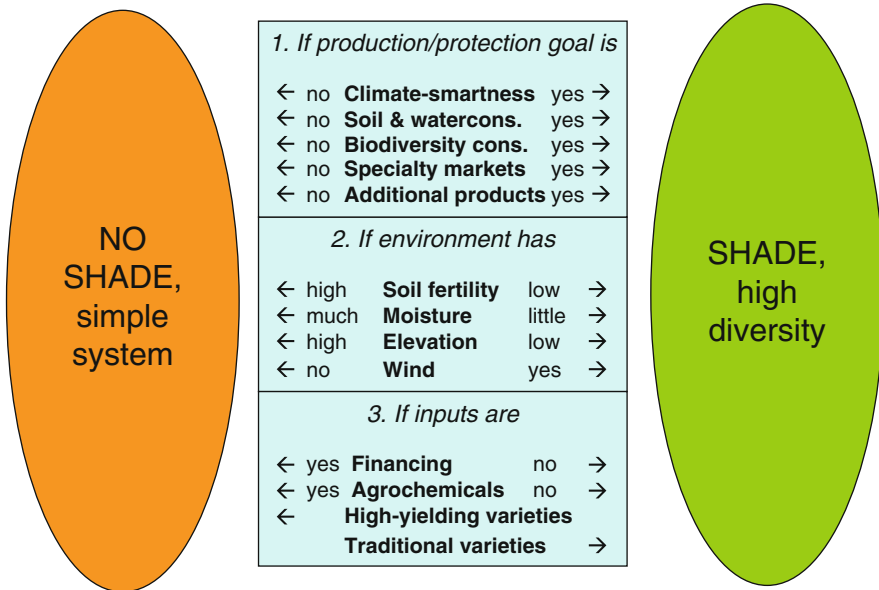 NO
SHADE,
simple
system
1. If production/protection goal is
← no Climate-smartness yes →
← no Soil & watercons. yes →
← no Biodiversity cons. yes →
← no Specialty markets yes →
← no Additional products yes →
2. If environment has
← high Soil fertility low →
← much Moisture little →
← high Elevation low →
← no Wind yes →
3. If inputs are
← yes Financing no →
← yes Agrochemicals no →
← High-yielding varieties
Traditional varieties →
SHADE,
high
diversity